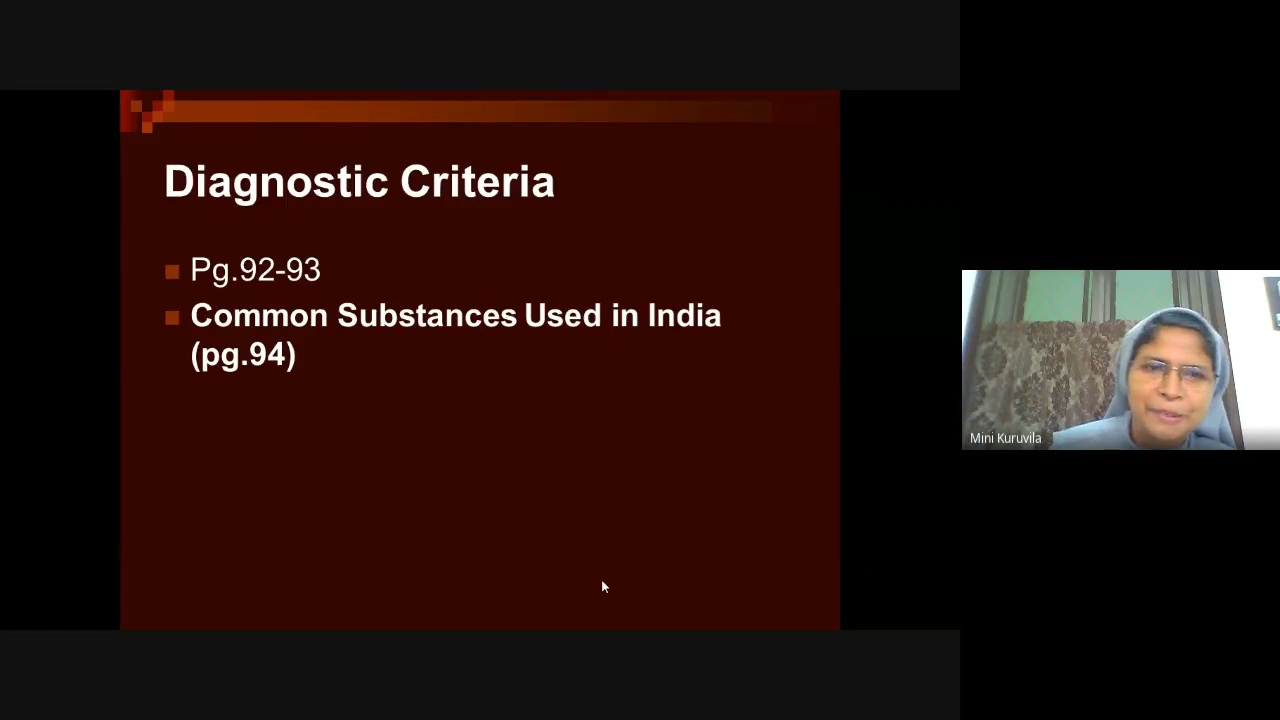 Diagnostic Criteria
Pg.92-93
Common Substances Used in India
(pg.94)
Mini Kuruvila